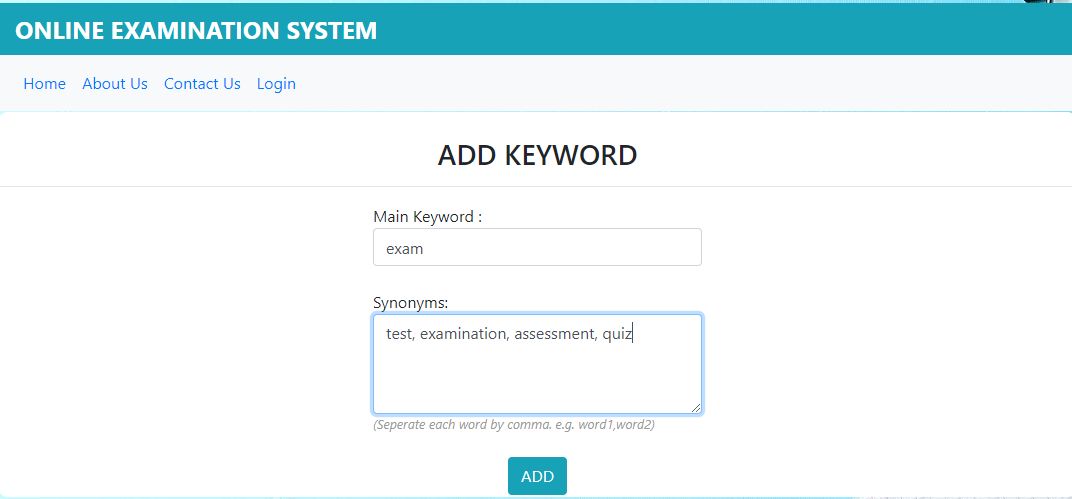 ONLINE EXAMINATION SYSTEM
Home About Us Contact Us Login
ADD KEYWORD
Main Keyword :
exam
Synonyms:
test, examination, assessment, quiz
(Seperate each word by comma. e.g. word1,word2)
ADD